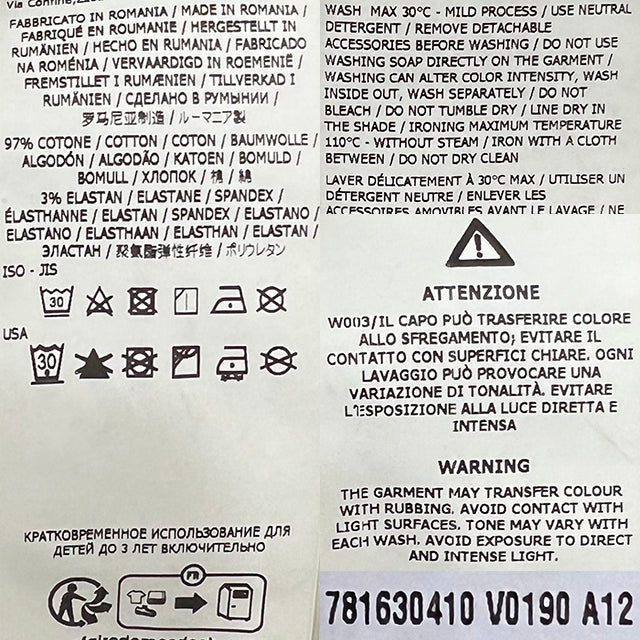 FABBRICATO IN ROMANIA / MADE IN ROMANIA /
FABRIQUÉ EN ROUMANIE / HERGESTELLT IN
RUMÄNIEN / HECHO EN RUMANIA / FABRICADO
NA ROMÉNIA / VERVAARDIGD IN ROEMENIË /
FREMSTILLET I RUMÆNIEN / TILLVERKAD I
RUMÄNIEN / СДЕЛАНО В РУМЫНИИ /
罗马尼亚制造 / ルーマニア製
97% COTONE / COTTON / COTON / BAUMWOLLE /
ALGODÓN / ALGODÃO / KATOEN / BOMULD /
BOMULL / ХЛОПОК / 棉 / 綿
3% ELASTAN / ELASTANE / SPANDEX /
ÉLASTHANNE / ELASTAN / SPANDEX / ELASTANO /
ELASTANO / ELASTHAAN / ELASTHAN / ELASTAN /
ЭЛАСТАН / 聚氨酯弹性纤维 / ポリウレタン
ISO - JIS
30
USA
30
КРАТКОВРЕМЕННОЕ ИСПОЛЬЗОВАНИЕ ДЛЯ
ДЕТЕЙ ДО 3 ЛЕТ ВКЛЮЧИТЕЛЬНО
FR
WASH MAX 30°C - MILD PROCESS / USE NEUTRAL
DETERGENT / REMOVE DETACHABLE
ACCESSORIES BEFORE WASHING / DO NOT USE
WASHING SOAP DIRECTLY ON THE GARMENT /
WASHING CAN ALTER COLOR INTENSITY, WASH
INSIDE OUT, WASH SEPARATELY / DO NOT
BLEACH / DO NOT TUMBLE DRY / LINE DRY IN
THE SHADE / IRONING MAXIMUM TEMPERATURE
110°C - WITHOUT STEAM / IRON WITH A CLOTH
BETWEEN / DO NOT DRY CLEAN
LAVER DÉLICATEMENT À 30°C MAX / UTILISER UN
DÉTERGENT NEUTRE / ENLEVER LES
ACCESSOIRES AMOVIBLES AVANT LE LAVAGE / NE
ATTENZIONE
W003/IL CAPO PUÒ TRASFERIRE COLORE
ALLO SFREGAMENTO; EVITARE IL
CONTATTO CON SUPERFICI CHIARE. OGNI
LAVAGGIO PUÒ PROVOCARE UNA
VARIAZIONE DI TONALITÀ. EVITARE
L'ESPOSIZIONE ALLA LUCE DIRETTA E
INTENSA
WARNING
THE GARMENT MAY TRANSFER COLOUR
WITH RUBBING. AVOID CONTACT WITH
LIGHT SURFACES. TONE MAY VARY WITH
EACH WASH. AVOID EXPOSURE TO DIRECT
AND INTENSE LIGHT.
781630410 V0190 A12